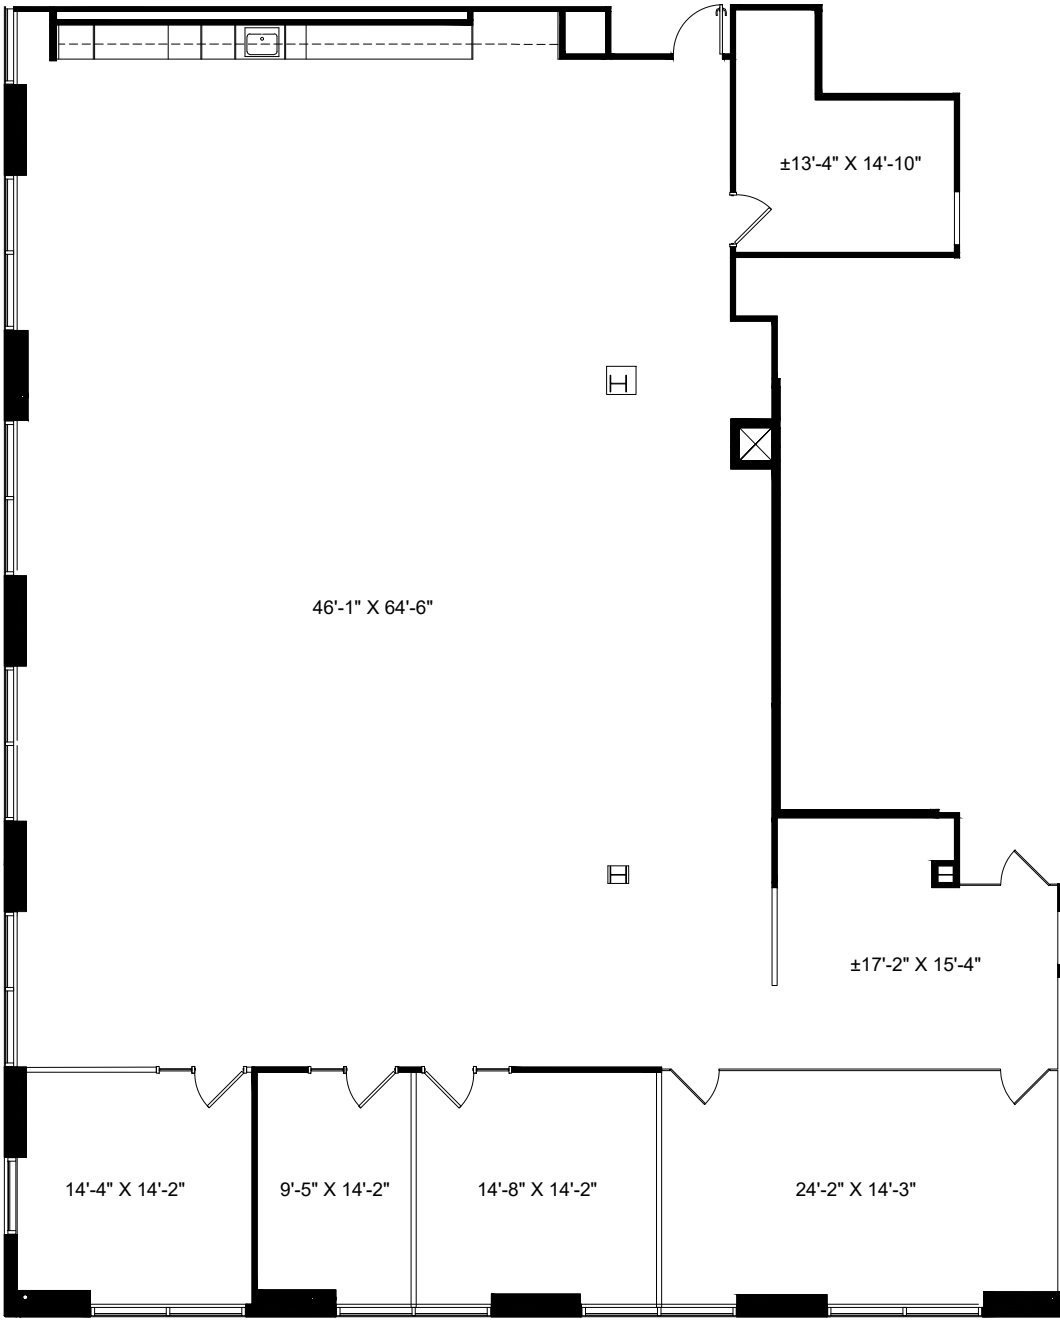 ±13'-4" X 14'-10"
46'-1" X 64'-6"
±17'-2" X 15'-4"
14'-4" X 14'-2"
9'-5" X 14'-2"
14'-8" X 14'-2"
24'-2" X 14'-3"